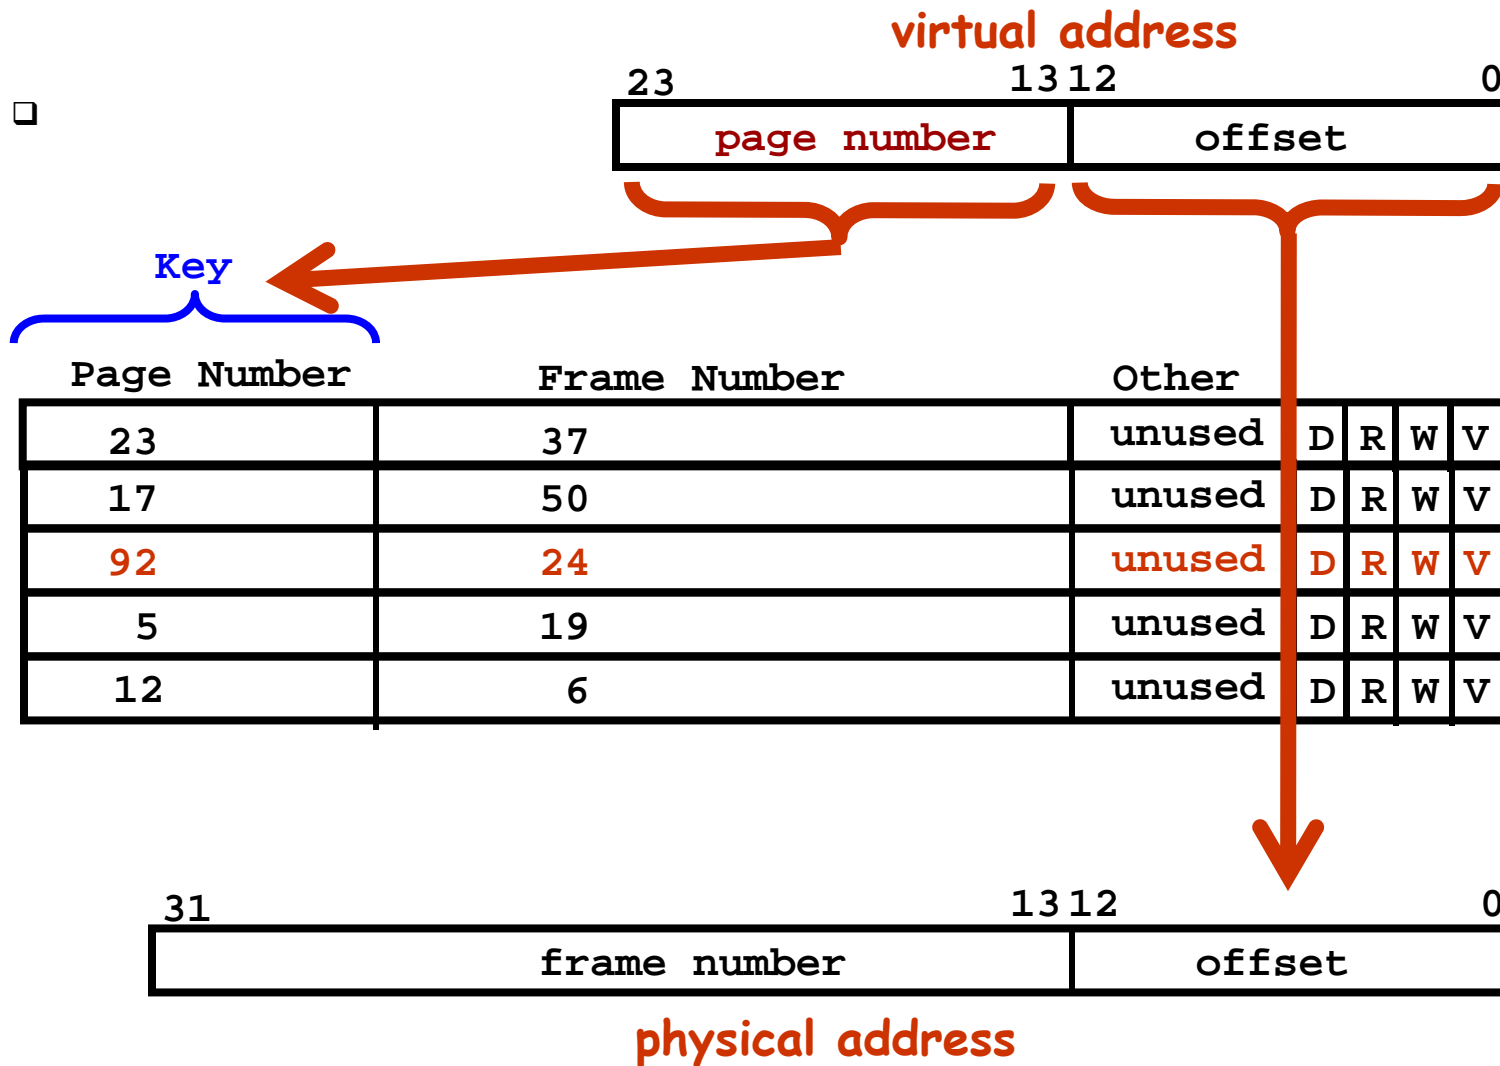 virtual address
23 13 12 0
page number offset
Key
Page Number Frame Number Other
23 37 unused D R W V
17 50 unused D R W V
92 24 unused D R W V
5 19 unused D R W V
12 6 unused D R W V
31 13 12 0
frame number offset
physical address